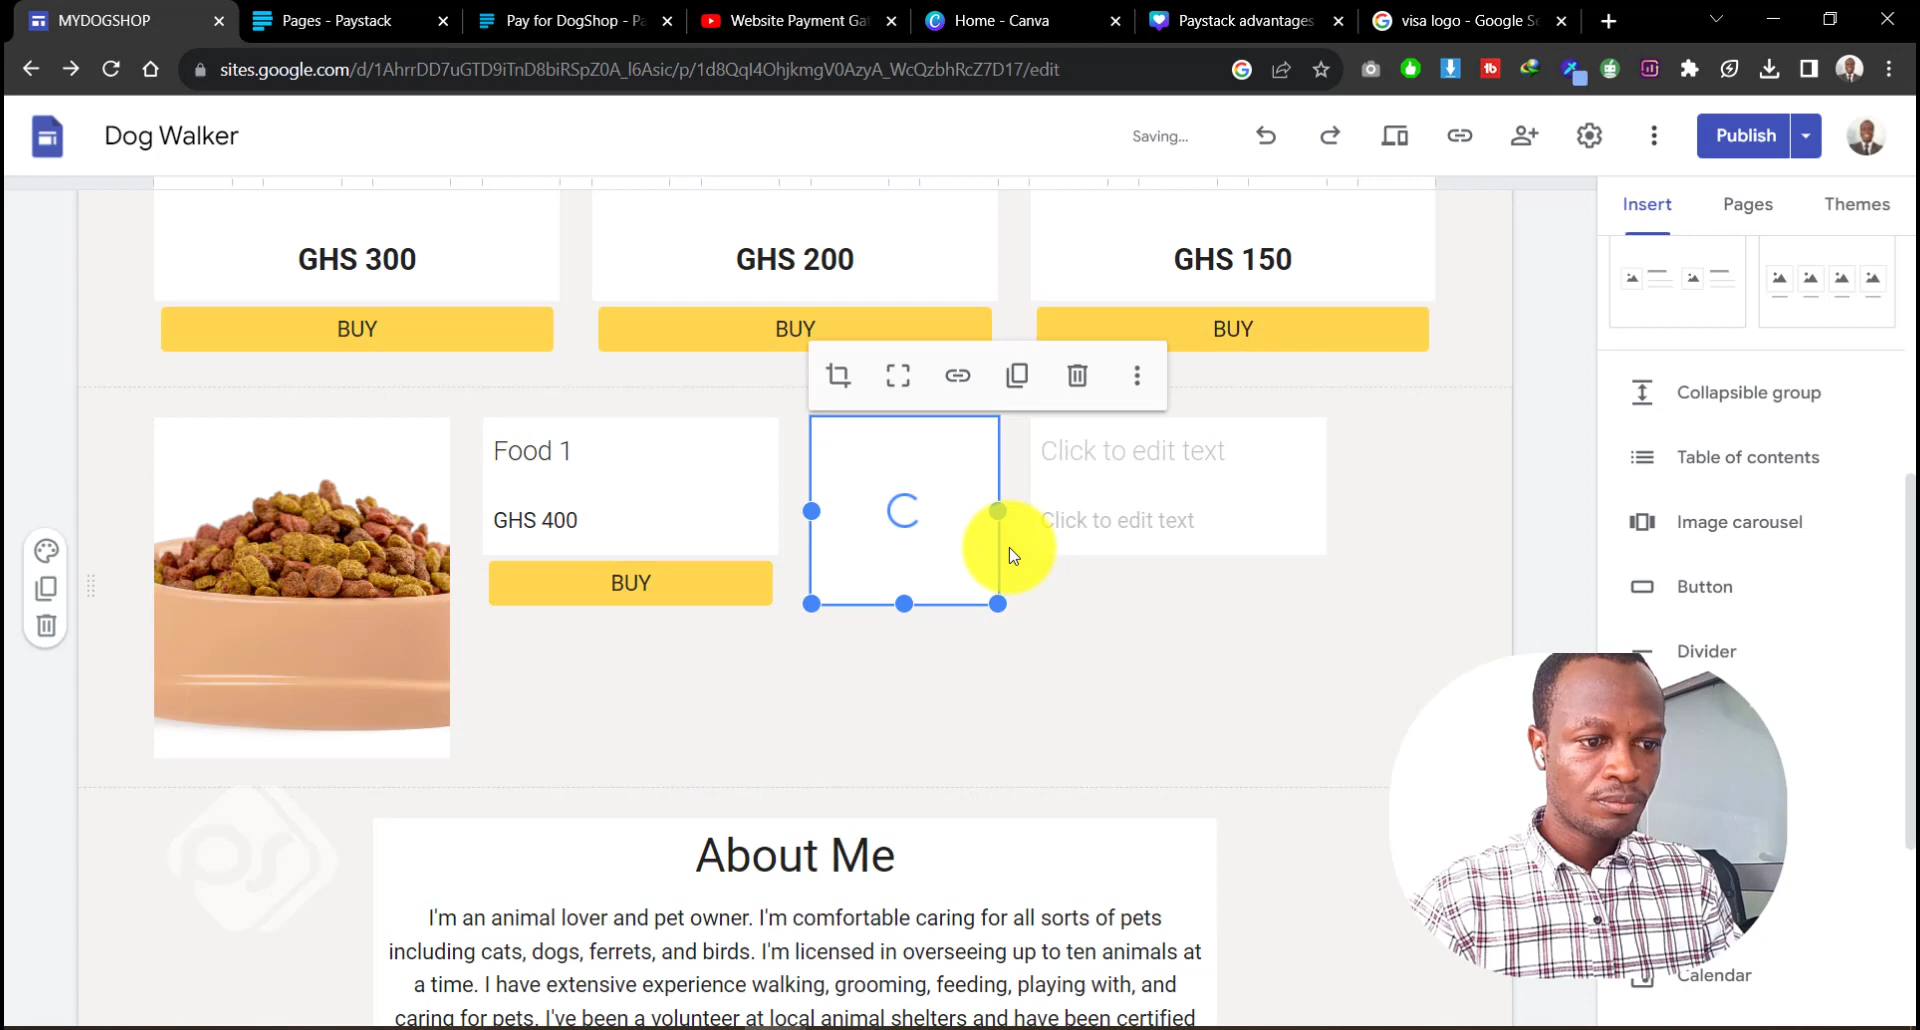 MYDOGSHOP
Pages - Paystack
Pay for DogShop - Pa
Website Payment Gat
Home - Canva
Paystack advantages
visa logo - Google Se
sites.google.com/d/1AhrrDD7uGTD9iTnD8biRSpZ0A_l6Asic/p/1d8Qql4OhjkmgV0AzyA_WcQzbhRcZ7D17/edit
Dog Walker
Saving...
Publish
Insert
Pages
Themes
GHS 300
GHS 200
GHS 150
BUY
BUY
BUY
Collapsible group
Table of contents
Image carousel
Button
Divider
Calendar
Food 1
GHS 400
BUY
Click to edit text
Click to edit text
About Me
I'm an animal lover and pet owner. I'm comfortable caring for all sorts of pets
including cats, dogs, ferrets, and birds. I'm licensed in overseeing up to ten animals at
a time. I have extensive experience walking, grooming, feeding, playing with, and
caring for pets. I've been a volunteer at local animal shelters and have been certified